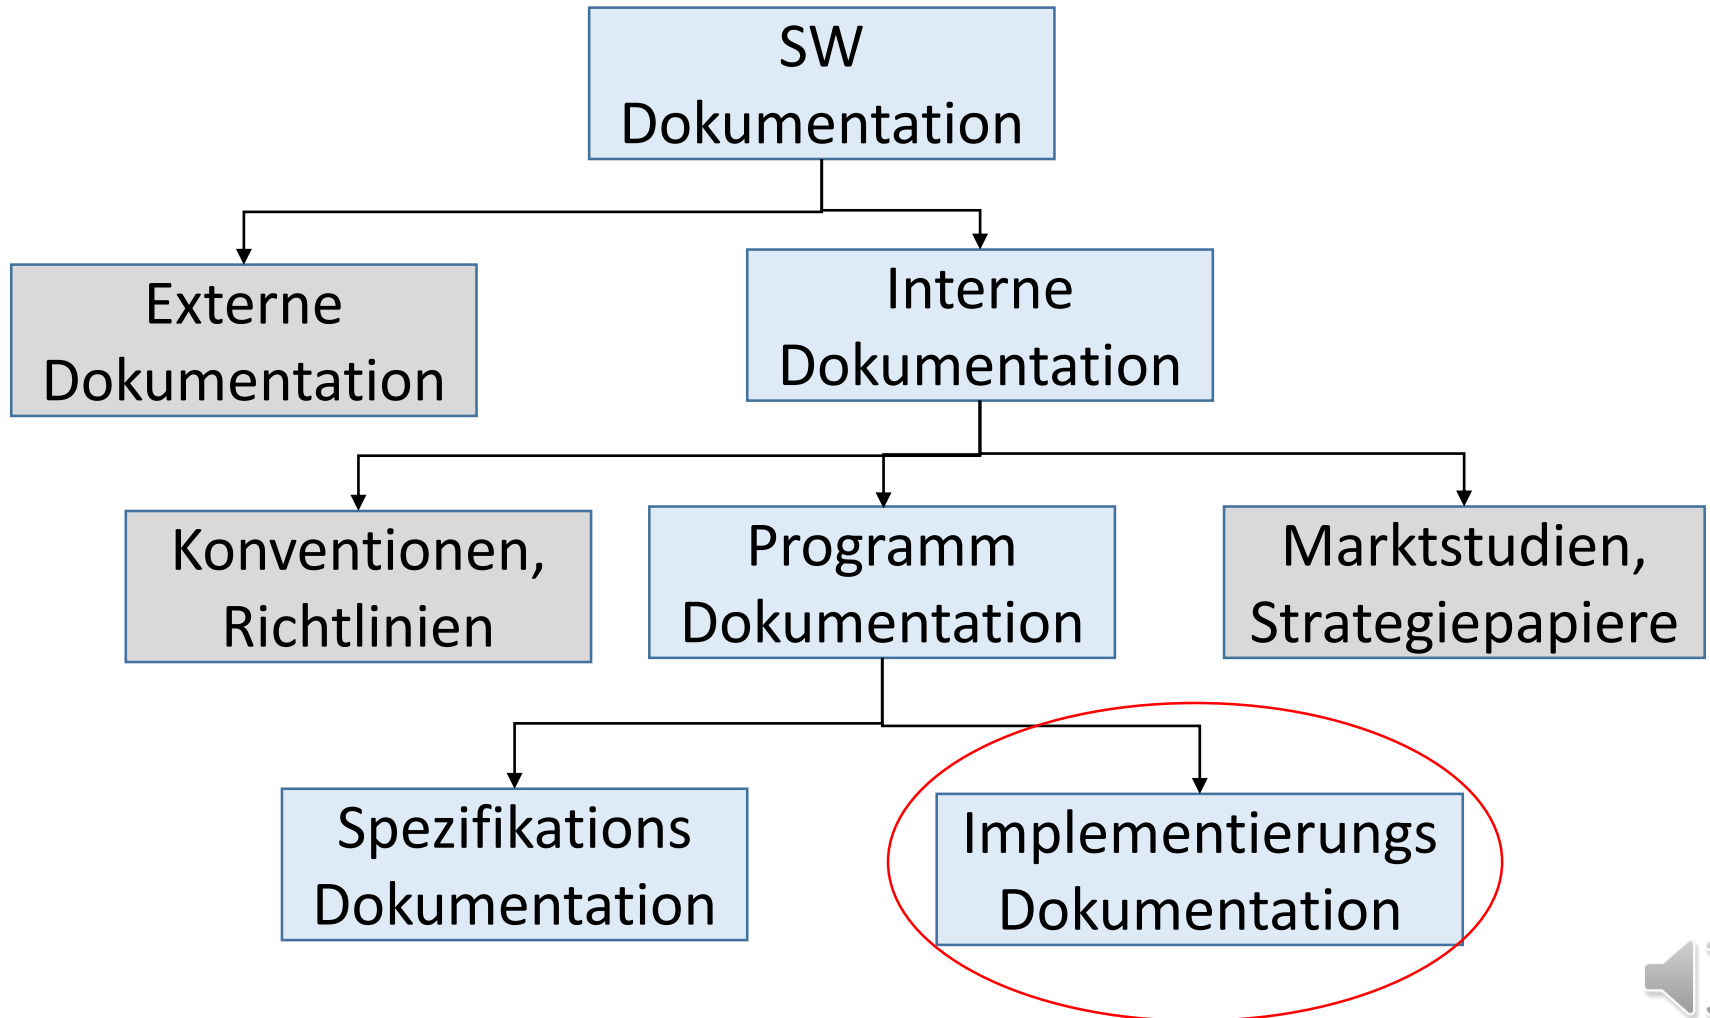 SW
Dokumentation
Externe
Dokumentation
Interne
Dokumentation
Konventionen,
Richtlinien
Programm
Dokumentation
Marktstudien,
Strategiepapiere
Spezifikations
Dokumentation
Implementierungs
Dokumentation